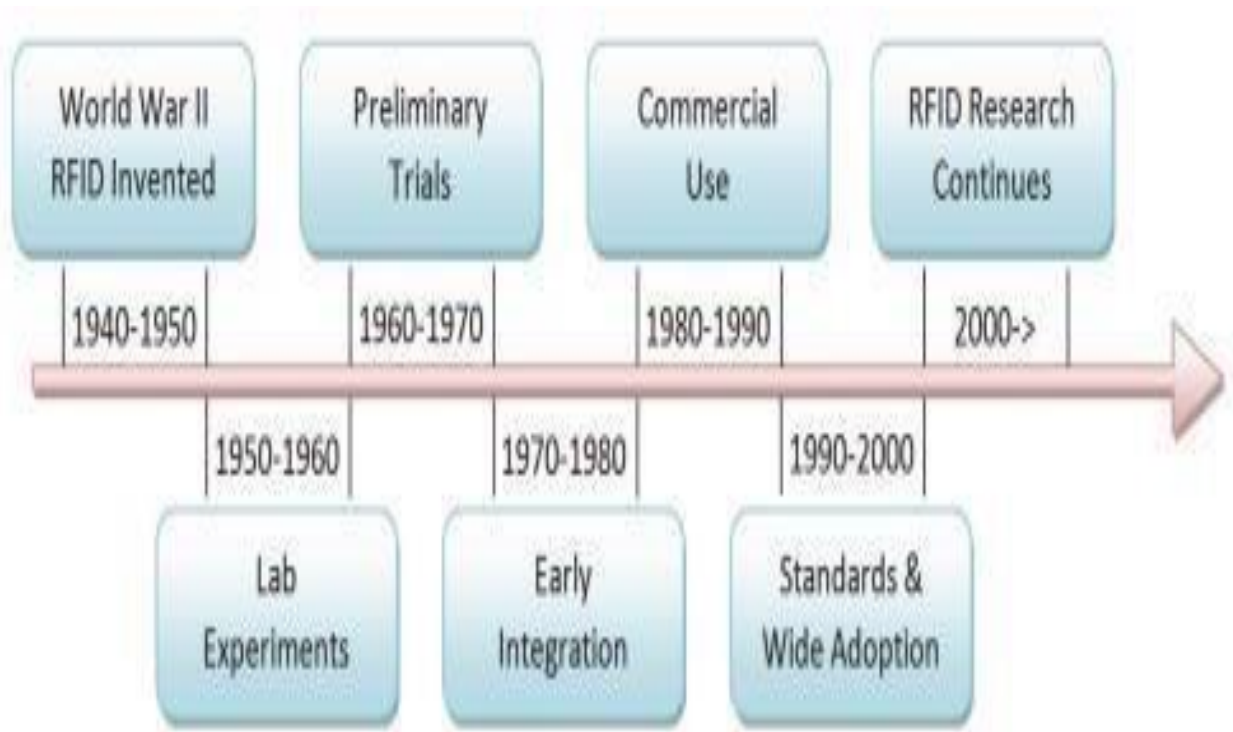 World War II
RFID Invented
Preliminary
Trials
Commercial
Use
RFID Research
Continues
1940-1950
1960-1970
1980-1990
2000->
1950-1960
1970-1980
1990-2000
Lab
Experiments
Early
Integration
Standards &
Wide Adoption